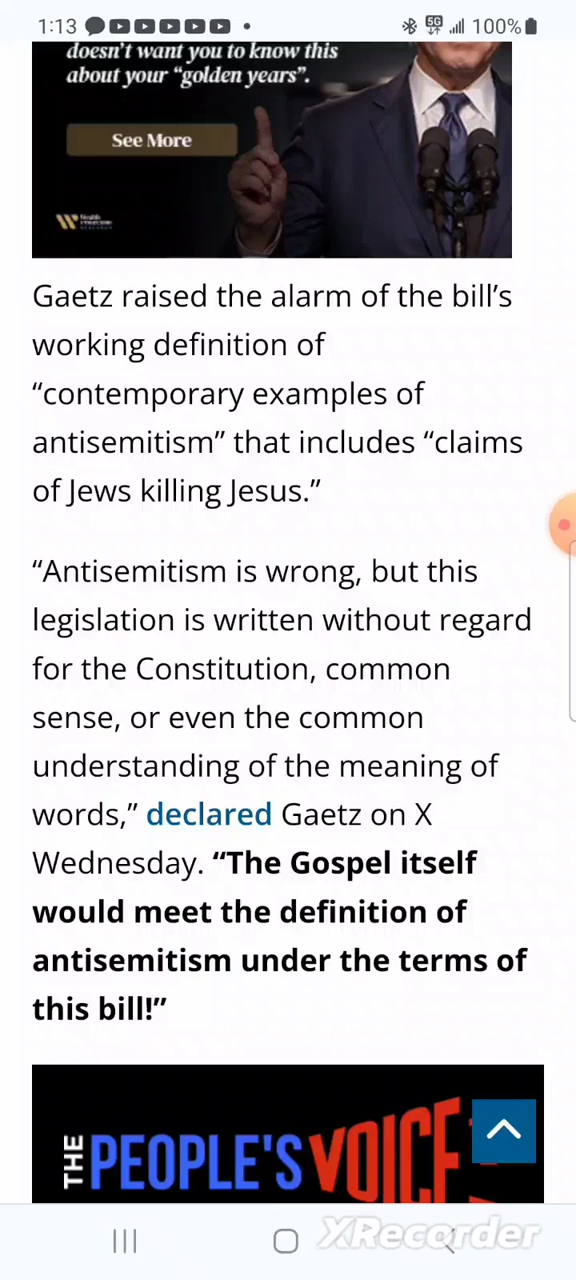 1:13
5G
100%
doesn't want you to know this
about your “golden years”.
See More
Gaetz raised the alarm of the bill’s
working definition of
“contemporary examples of
antisemitism” that includes “claims
of Jews killing Jesus.”
“Antisemitism is wrong, but this
legislation is written without regard
for the Constitution, common
sense, or even the common
understanding of the meaning of
words,” declared Gaetz on X
Wednesday. “The Gospel itself
would meet the definition of
antisemitism under the terms of
this bill!”
THE PEOPLE'S VOICE
XRecorder